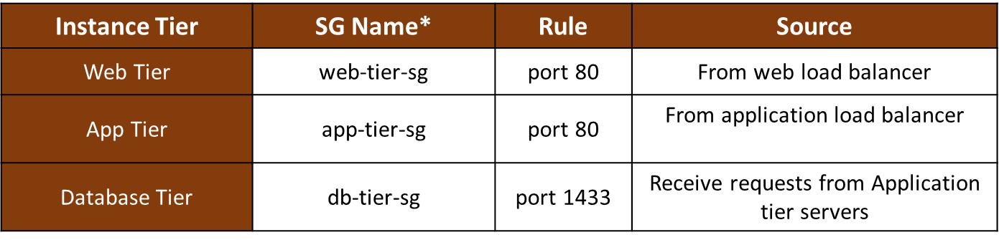 Instance Tier SG Name* Rule Source
Web Tier web-tier-sg port 80 From web load balancer
App Tier app-tier-sg port 80 From application load balancer
Database Tier db-tier-sg port 1433 Receive requests from Application
tier servers